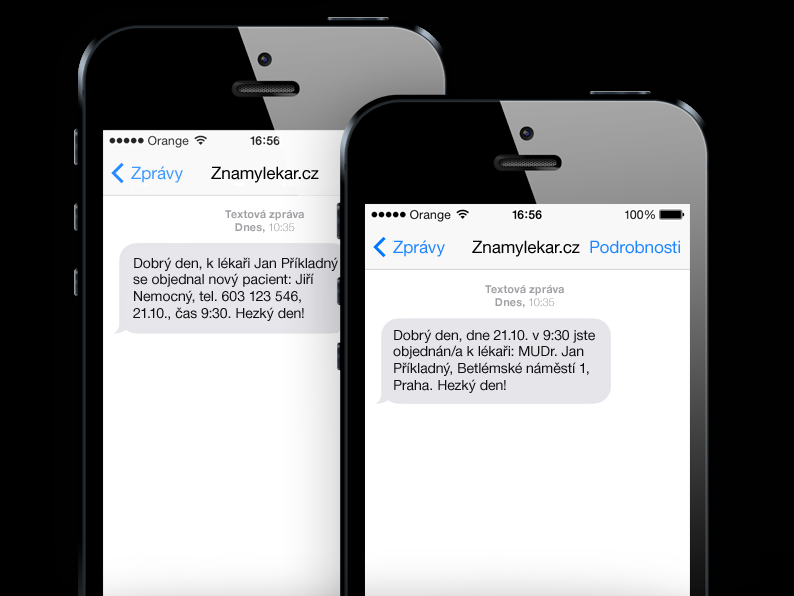 Orange
16:56
Zprávy
Znamylekar.cz
Textová zpráva
Dnes, 10:35
Dobrý den, k lékaři Jan Příkladný
se objednal nový pacient: Jiří
Nemocný, tel. 603 123 546,
21.10., čas 9:30. Hezký den!
Orange
16:56
100%
Zprávy
Znamylekar.cz
Podrobnosti
Textová zpráva
Dnes, 10:35
Dobrý den, dne 21.10. v 9:30 jste
objednán/a k lékaři: MUDr. Jan
Příkladný, Betlémské náměstí 1,
Praha. Hezký den!